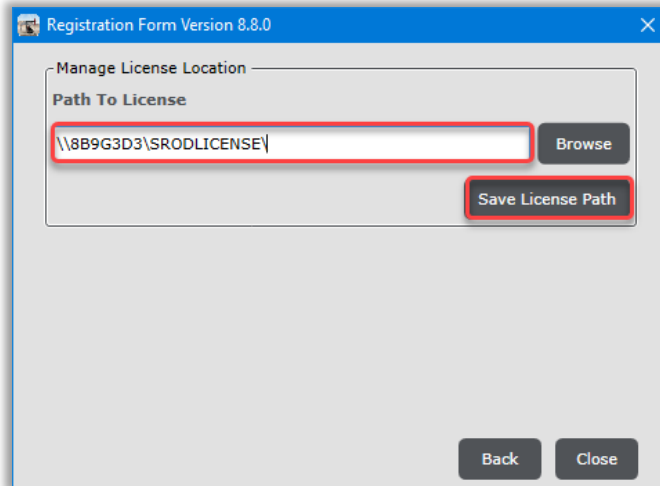 Registration Form Version 8.8.0
Manage License Location
Path To License
\\8B9G3D3\SRODLICENSE\
Browse
Save License Path
Back
Close